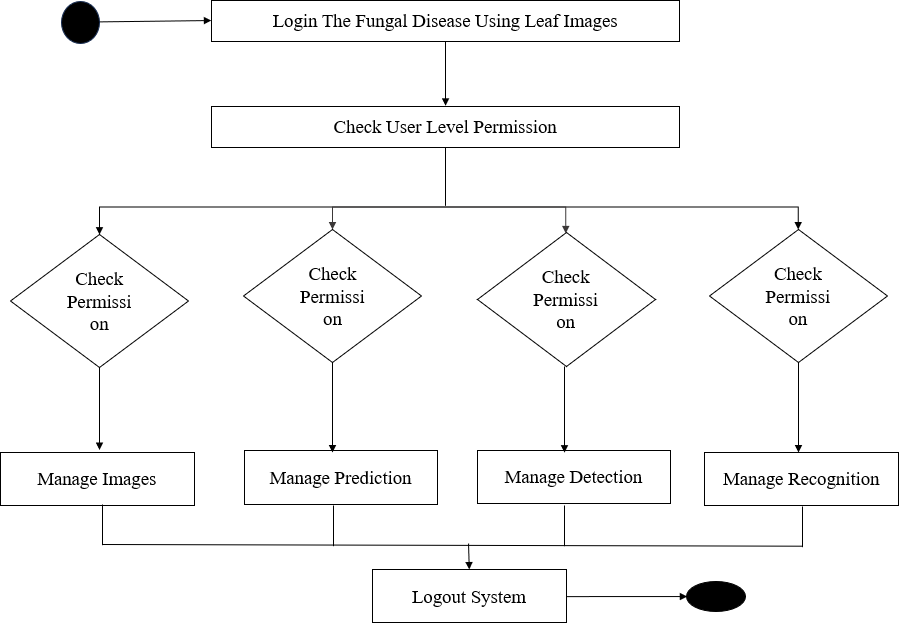 Login The Fungal Disease Using Leaf Images
Check User Level Permission
Check
Permissi
on
Check
Permissi
on
Check
Permissi
on
Check
Permissi
on
Manage Images
Manage Prediction
Manage Detection
Manage Recognition
Logout System